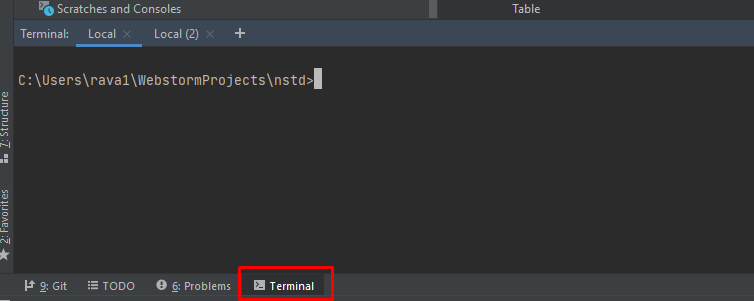 Scratches and Consoles
Table
Terminal: Local × Local (2) × +
C:\Users\rava1\WebstormProjects\nstd>
7: Structure
2: Favorites
9: Git TODO 6: Problems Terminal